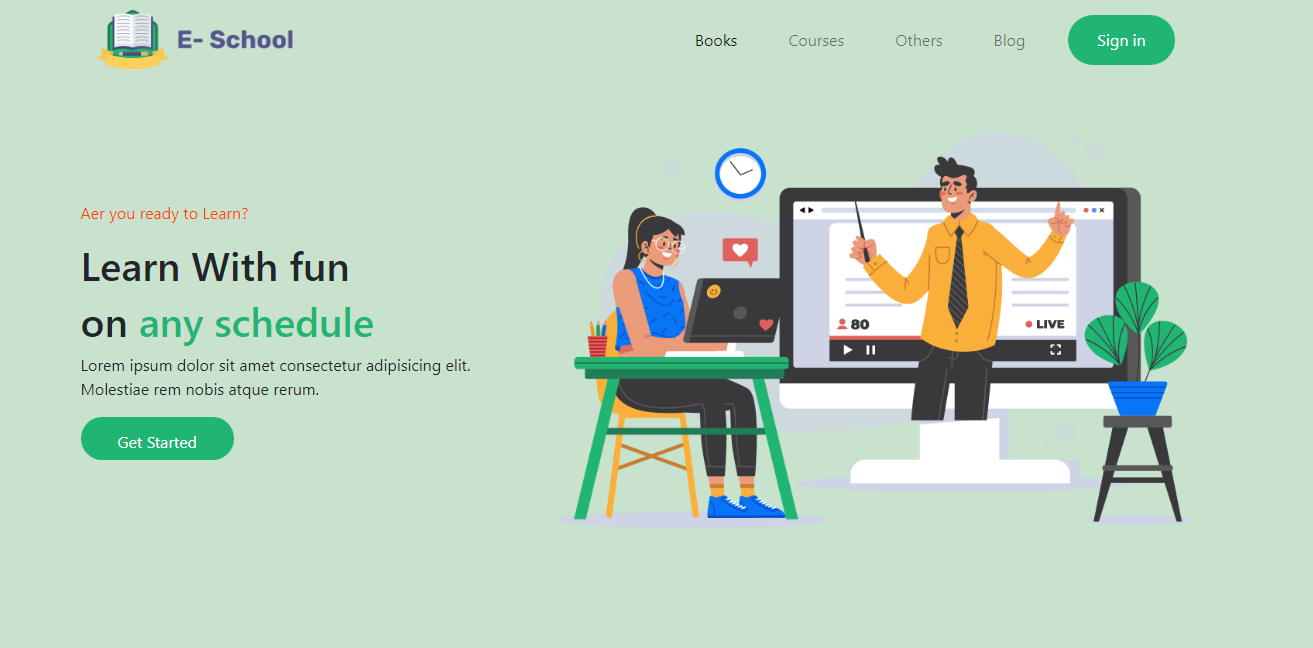 E- School
Books
Courses
Others
Blog
Sign in
Aer you ready to Learn?
Learn With fun
on any schedule
Lorem ipsum dolor sit amet consectetur adipisicing elit.
Molestiae rem nobis atque rerum.
Get Started
80
LIVE